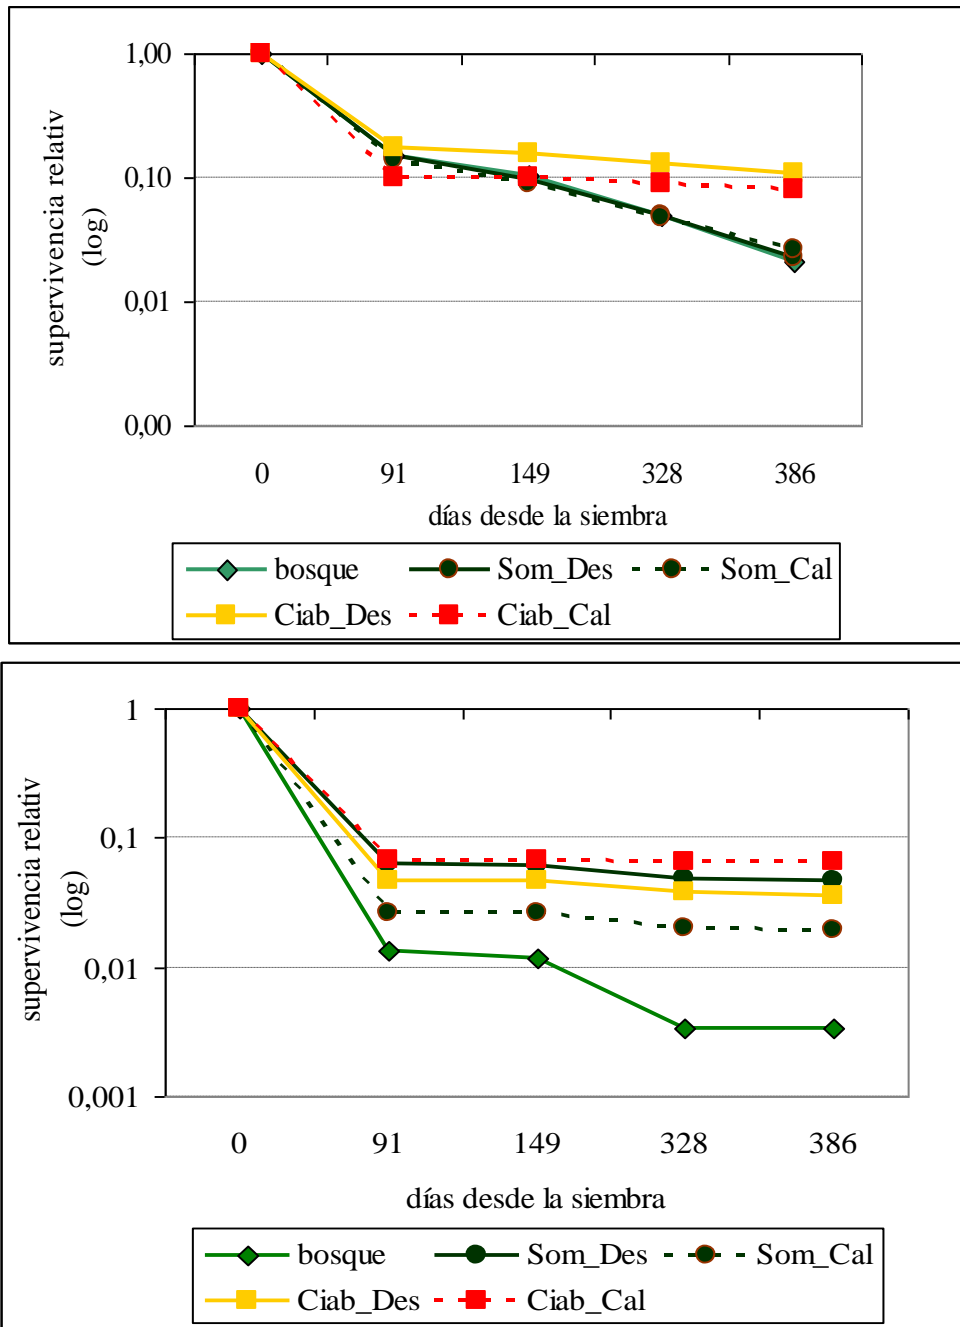 supervivencia relativ
(log)
1,00
0,10
0,01
0,00
0 91 149 328 386
días desde la siembra
bosque Som_Des Som_Cal
Ciab_Des Ciab_Cal
supervivencia relativ
(log)
1
0,1
0,01
0,001
0 91 149 328 386
días desde la siembra
bosque Som_Des Som_Cal
Ciab_Des Ciab_Cal